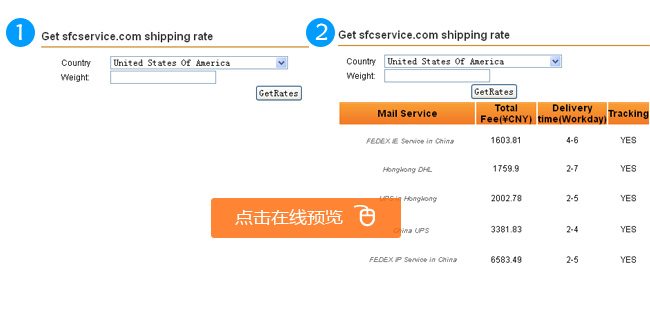 1
Get sfcservice.com shipping rate
Country United States Of America
Weight:
GetRates
2
Get sfcservice.com shipping rate
Country United States Of America
Weight:
GetRates
Mail Service Total Fee(¥CNY) Delivery time(Workday) Tracking
FEDEX IE Service in China 1603.81 4-6 YES
Hongkong DHL 1759.9 2-7 YES
UPS in Hongkong 2002.78 2-5 YES
China UPS 3381.83 2-4 YES
FEDEX IP Service in China 6583.49 2-5 YES
点击在线预览